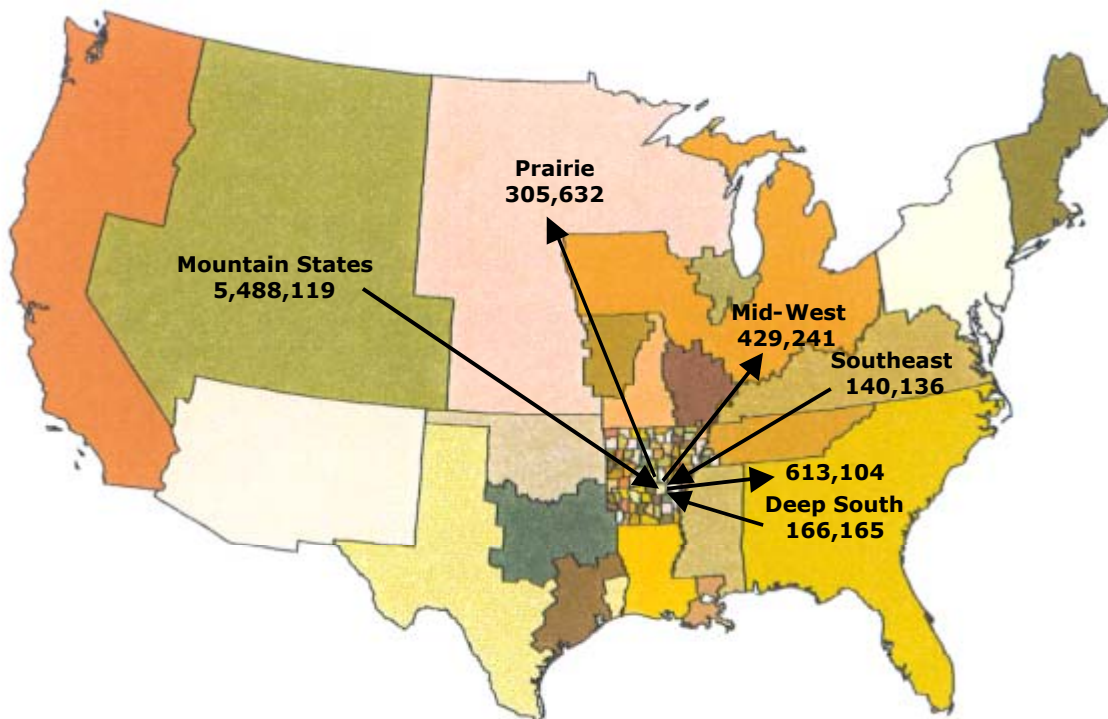 Prairie
305,632
Mountain States
5,488,119
Mid-West
429,241
Southeast
140,136
613,104
Deep South
166,165